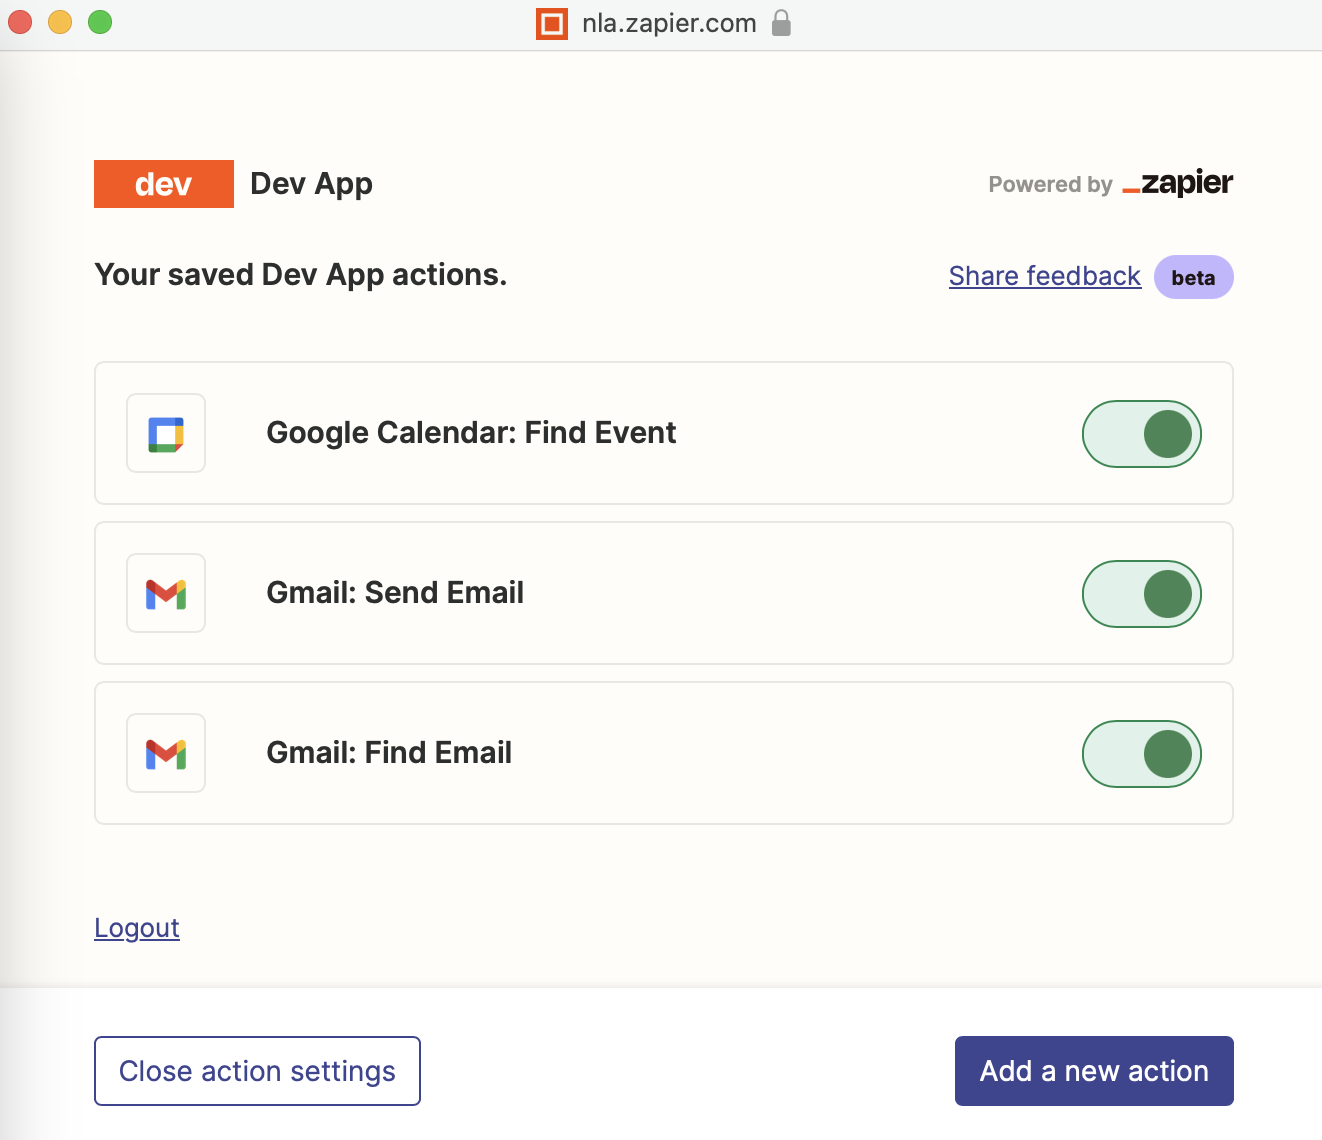 nla.zapier.com
dev Dev App
Powered by zapier
Your saved Dev App actions.
Share feedback beta
Google Calendar: Find Event
Gmail: Send Email
Gmail: Find Email
Logout
Close action settings
Add a new action